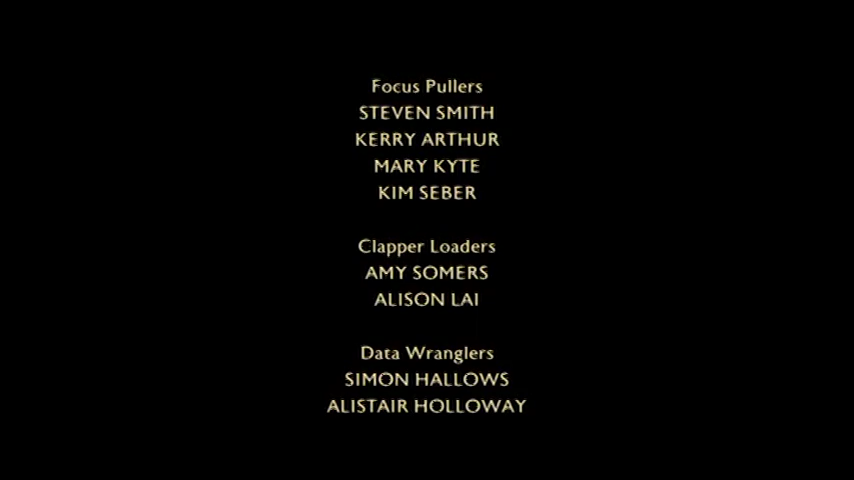 Focus Pullers
STEVEN SMITH
KERRY ARTHUR
MARY KYTE
KIM SEBER
Clapper Loaders
AMY SOMERS
ALISON LAI
Data Wranglers
SIMON HALLOWS
ALISTAIR HOLLOWAY